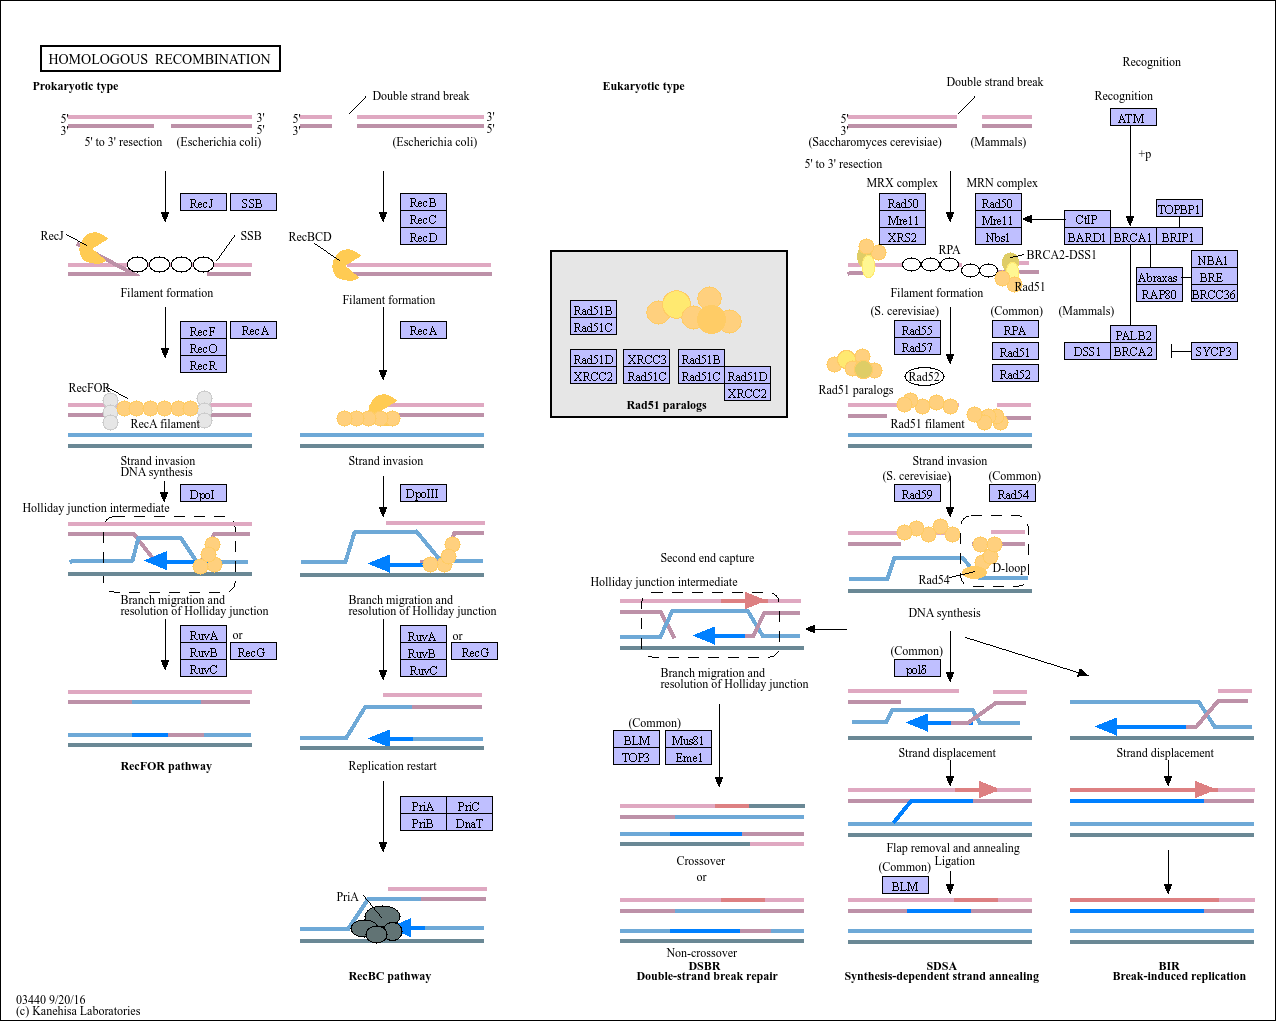 HOMOLOGOUS RECOMBINATION
Prokaryotic type
Double strand break
5'
3'
3'
5'
5' to 3' resection
(Escherichia coli)
3'
3'
5'
(Escherichia coli)
RecJ
SSB
RecB
RecC
RecD
RecJ
SSB
RecBCD
Filament formation
Filament formation
RecF
RecA
RecO
RecR
RecA
RecFOR
RecA filament
Strand invasion
DNA synthesis
Strand invasion
DpoI
DpoIII
Holliday junction intermediate
Branch migration and
resolution of Holliday junction
Branch migration and
resolution of Holliday junction
RuvA
or
RuvB
RecG
RuvC
RuvA
or
RuvB
RecG
RuvC
RecFOR pathway
Replication restart
PriA
PriC
PriB
DnaT
PriA
RecBC pathway
Eukaryotic type
Double strand break
Recognition
Recognition
ATM
+p
5'
3'
(Saccharomyces cerevisiae)
(Mammals)
5' to 3' resection
MRX complex
MRN complex
Rad50
Mre11
XRS2
Rad50
Mre11
Nbs1
CtIP
BARD1
BRCA1
BRIP1
TOPBP1
RPA
BRCA2-DSS1
Rad51
Abraxas
RAP80
NBA1
BRE
BRCC36
Filament formation
(S. cerevisiae)
(Common)
(Mammals)
Rad55
Rad57
RPA
Rad51
Rad52
PALB2
DSS1
BRCA2
SYCP3
Rad52
Rad51 paralogs
Rad51 filament
Rad51B
Rad51C
Rad51D
XRCC2
XRCC3
Rad51C
Rad51B
Rad51C
Rad51D
XRCC2
Rad51 paralogs
Strand invasion
(S. cerevisiae)
(Common)
Rad59
Rad54
D-loop
Rad54
DNA synthesis
Second end capture
Holliday junction intermediate
Branch migration and
resolution of Holliday junction
(Common)
polδ
(Common)
BLM
TOP3
Mus81
Eme1
Strand displacement
Strand displacement
Crossover
or
Flap removal and annealing
Ligation
(Common)
BLM
Non-crossover
DSBR
Double-strand break repair
SDSA
Synthesis-dependent strand annealing
BIR
Break-induced replication
03440 9/20/16
(c) Kanehisa Laboratories